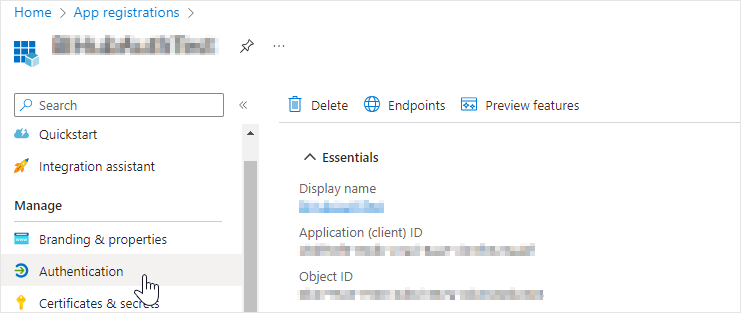 Home > App registrations >
Search
Quickstart
Integration assistant
Manage
Branding & properties
Authentication
Certificates & secrets
Delete Endpoints Preview features
Essentials
Display name
Application (client) ID
Object ID